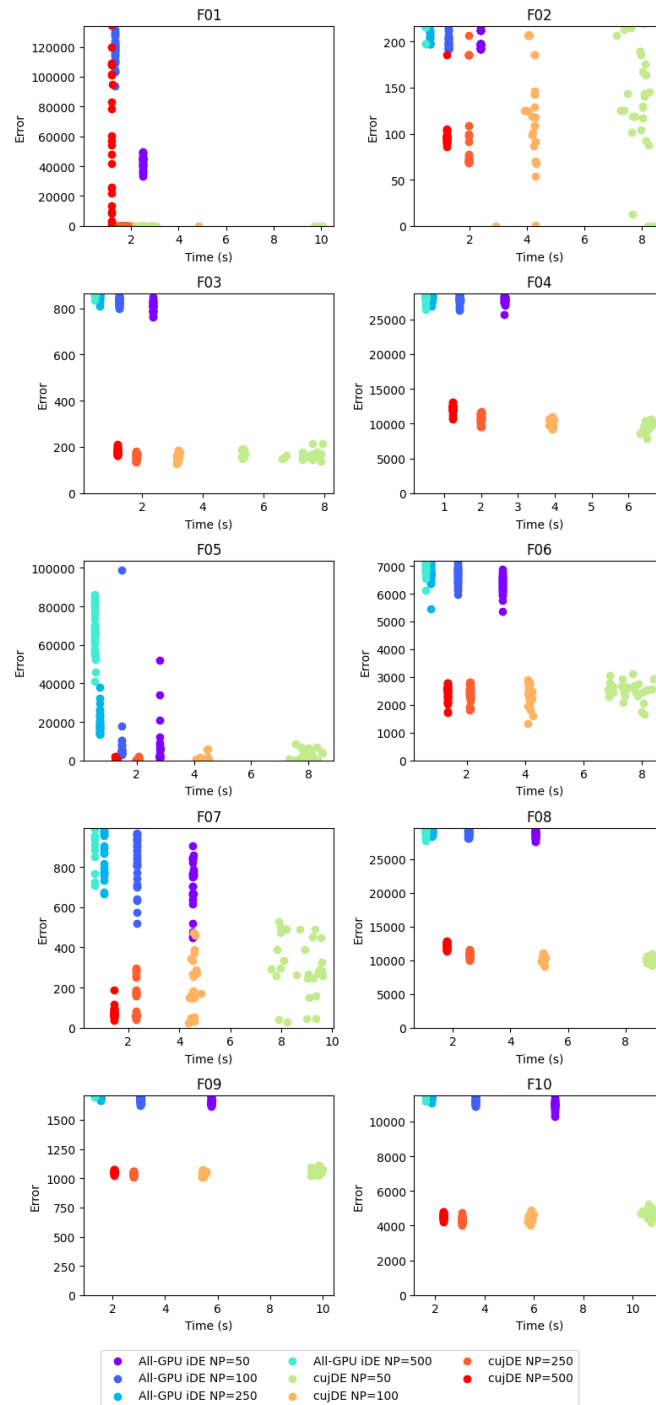 F01
120000
100000
80000
60000
40000
20000
0
Error
2 4 6 8 10
Time (s)
F02
200
150
100
50
0
Error
2 4 6 8
Time (s)
F03
800
600
400
200
0
Error
2 4 6 8
Time (s)
F04
25000
20000
15000
10000
5000
0
Error
1 2 3 4 5 6
Time (s)
F05
100000
80000
60000
40000
20000
0
Error
2 4 6 8
Time (s)
F06
7000
6000
5000
4000
3000
2000
1000
0
Error
2 4 6 8
Time (s)
F07
800
600
400
200
0
Error
2 4 6 8 10
Time (s)
F08
25000
20000
15000
10000
5000
0
Error
2 4 6 8
Time (s)
F09
1500
1250
1000
750
500
250
0
Error
2 4 6 8 10
Time (s)
F10
10000
8000
6000
4000
2000
0
Error
2 4 6 8 10
Time (s)
All-GPU iDE NP=50
All-GPU iDE NP=100
All-GPU iDE NP=250
All-GPU iDE NP=500
cujDE NP=50
cujDE NP=100
cujDE NP=250
cujDE NP=500